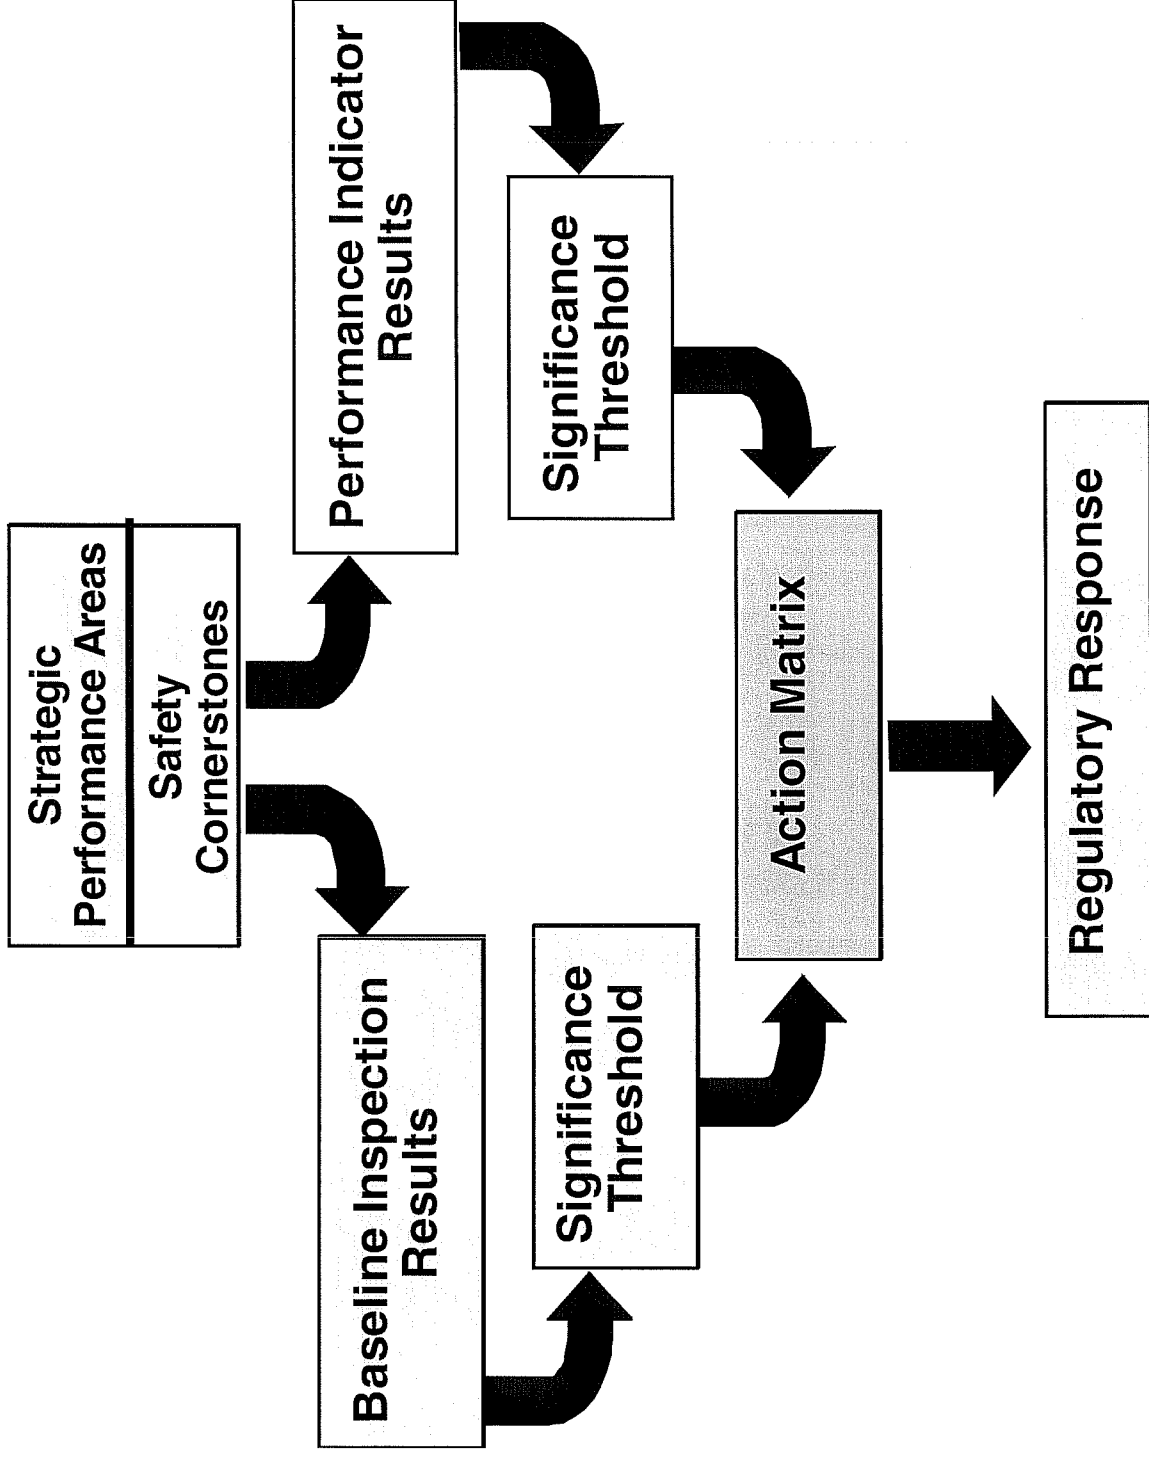 Strategic
Performance Areas
Safety
Cornerstones
Baseline Inspection
Results
Performance Indicator
Results
Significance
Threshold
Significance
Threshold
Action Matrix
Regulatory Response